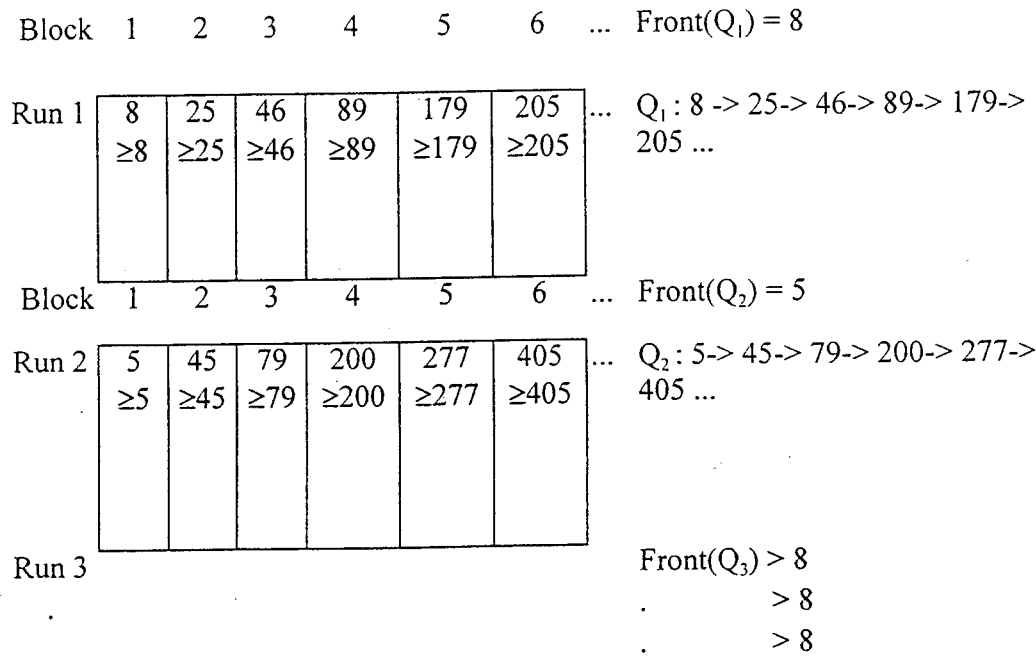 Block 1 2 3 4 5 6 ... Front(Q₁) = 8
Run 1 8 25 46 89 179 205 ... Q₁ : 8 -> 25-> 46-> 89-> 179->
≥8 ≥25 ≥46 ≥89 ≥179 ≥205 205 ...
Block 1 2 3 4 5 6 ... Front(Q₂) = 5
Run 2 5 45 79 200 277 405 ... Q₂ : 5-> 45-> 79-> 200-> 277->
≥5 ≥45 ≥79 ≥200 ≥277 ≥405 405 ...
Run 3 Front(Q₃) > 8
. . > 8
. > 8